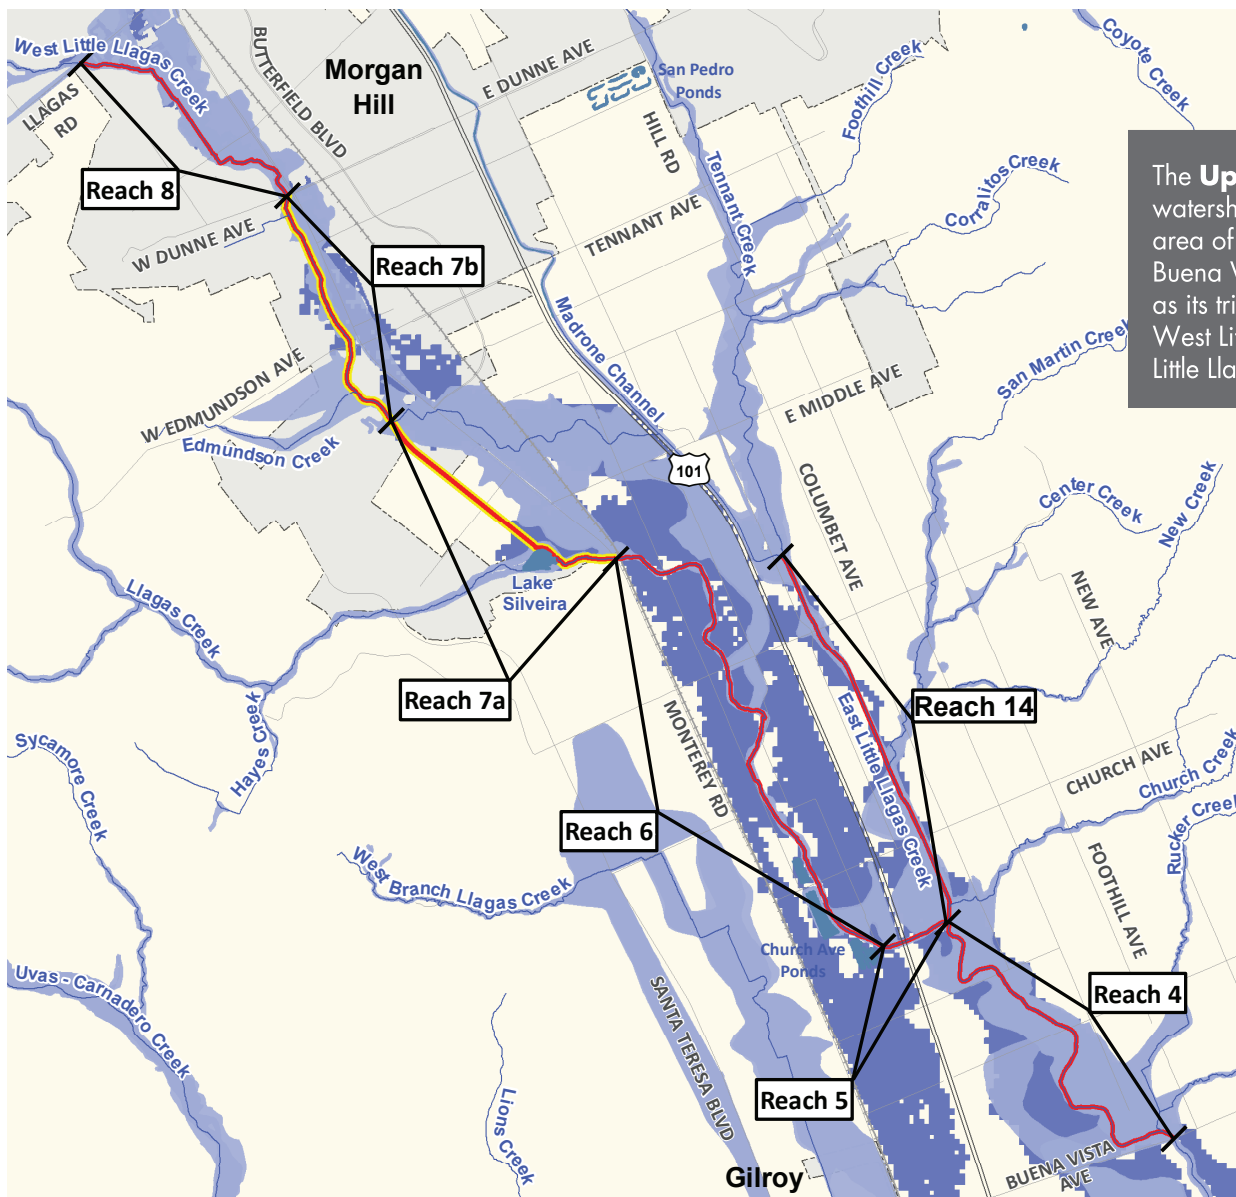 West Little Llagas Creek
LLAGAS
RD
BUTTERFIELD BLVD
Morgan
Hill
E DUNNE AVE
San Pedro
Ponds
HILL RD
Foothill Creek
Coyote Creek
Reach 8
W DUNNE AVE
Reach 7b
TENNANT AVE
Tennant Creek
Corralitos Creek
The Up
watersh
area of
Buena V
as its tri
West Lit
Little Lla
Madrone Channel
San Martin Creek
W EDMUNDSON AVE
Edmundson Creek
E MIDDLE AVE
101
COLUMBET AVE
Center Creek
New Creek
Lake
Silveira
Llagas Creek
NEW AVE
Reach 7a
Hayes Creek
MONTEREY RD
Reach 14
East Little Llagas Creek
CHURCH AVE
Church Creek
Sycamore Creek
Reach 6
Rucker Creek
West Branch Llagas Creek
FOOTHILL AVE
Church Ave
Ponds
Uvas - Carnadero Creek
SANTA TERESA BLVD
Reach 4
Reach 5
Lions Creek
Gilroy
BUENA VISTA
AVE